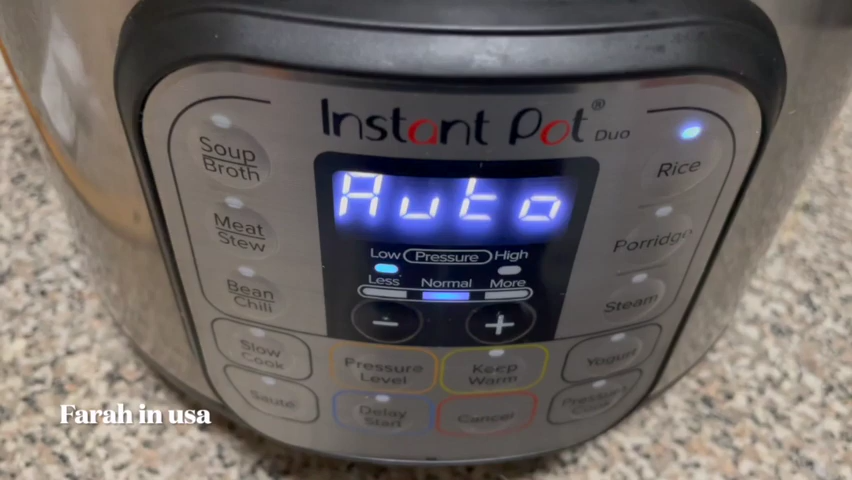 Instant Pot® Duo
Auto
Low Pressure High
Less Normal More
− +
Soup
Broth
Meat
Stew
Bean
Chili
Slow
Cook
Sauté
Rice
Porridge
Steam
Yogurt
Pressure
Cook
Pressure
Level
Keep
Warm
Delay
Start
Cancel
Farah in usa